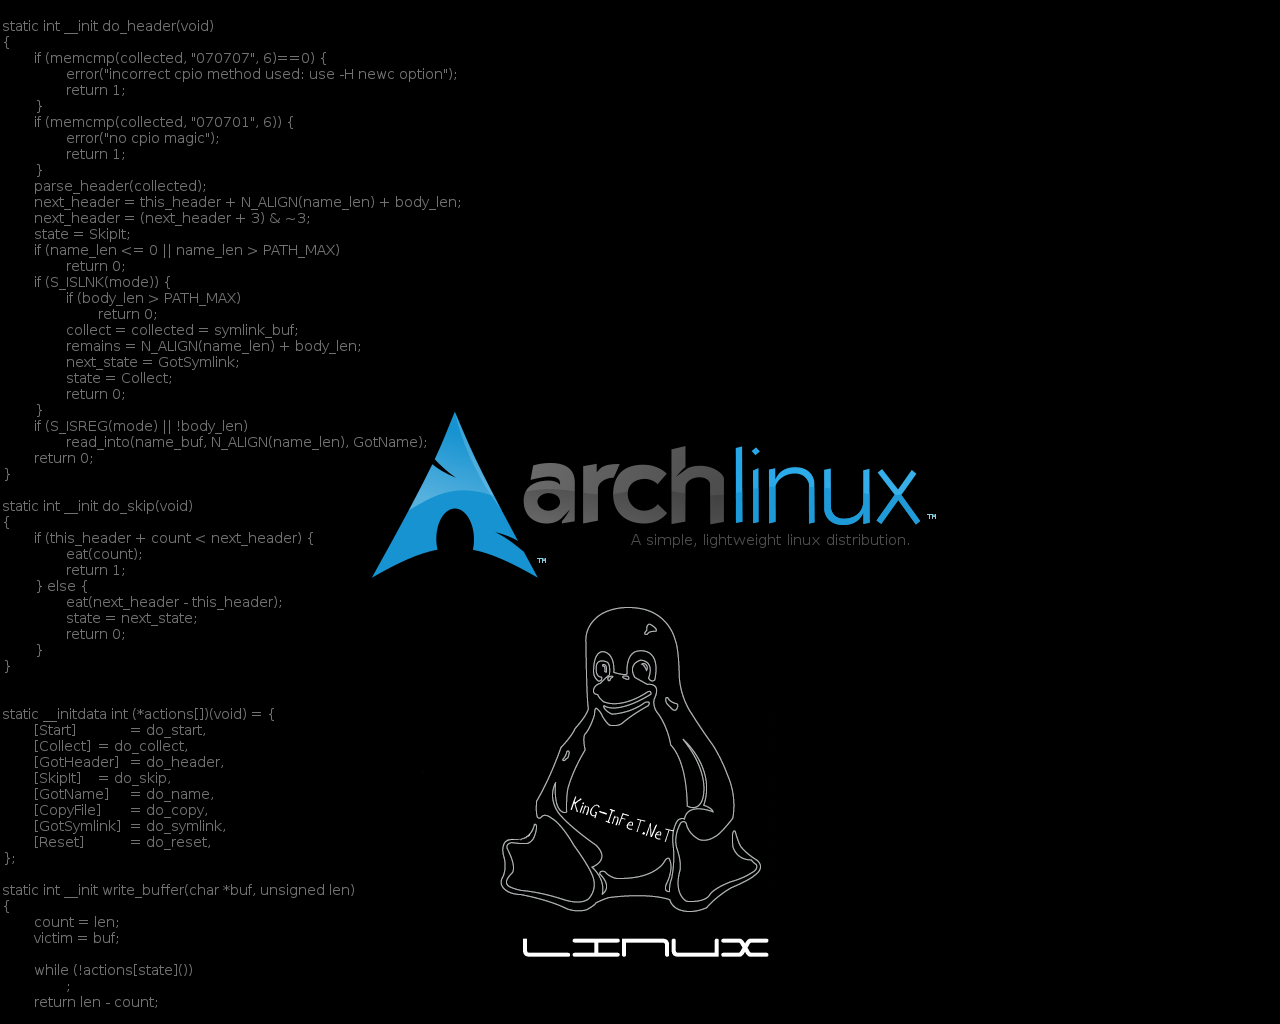 static int __init do_header(void)
{
if (memcmp(collected, "070707", 6)==0) {
error("incorrect cpio method used: use -H newc option");
return 1;
}
if (memcmp(collected, "070701", 6)) {
error("no cpio magic");
return 1;
}
parse_header(collected);
next_header = this_header + N_ALIGN(name_len) + body_len;
next_header = (next_header + 3) & ~3;
state = SkipIt;
if (name_len <= 0 || name_len > PATH_MAX)
return 0;
if (S_ISLNK(mode)) {
if (body_len > PATH_MAX)
return 0;
collect = collected = symlink_buf;
remains = N_ALIGN(name_len) + body_len;
next_state = GotSymlink;
state = Collect;
return 0;
}
if (S_ISREG(mode) || !body_len)
read_into(name_buf, N_ALIGN(name_len), GotName);
return 0;
}
static int __init do_skip(void)
{
if (this_header + count < next_header) {
eat(count);
return 1;
} else {
eat(next_header - this_header);
state = next_state;
return 0;
}
}
static __initdata int (*actions[])(void) = {
[Start] = do_start,
[Collect] = do_collect,
[GotHeader] = do_header,
[SkipIt] = do_skip,
[GotName] = do_name,
[CopyFile] = do_copy,
[GotSymlink] = do_symlink,
[Reset] = do_reset,
};
static int __init write_buffer(char *buf, unsigned len)
{
count = len;
victim = buf;
while (!actions[state]())
;
return len - count;
archlinux™
A simple, lightweight linux distribution.
™
KinG-InFeT.NeT
LINUX